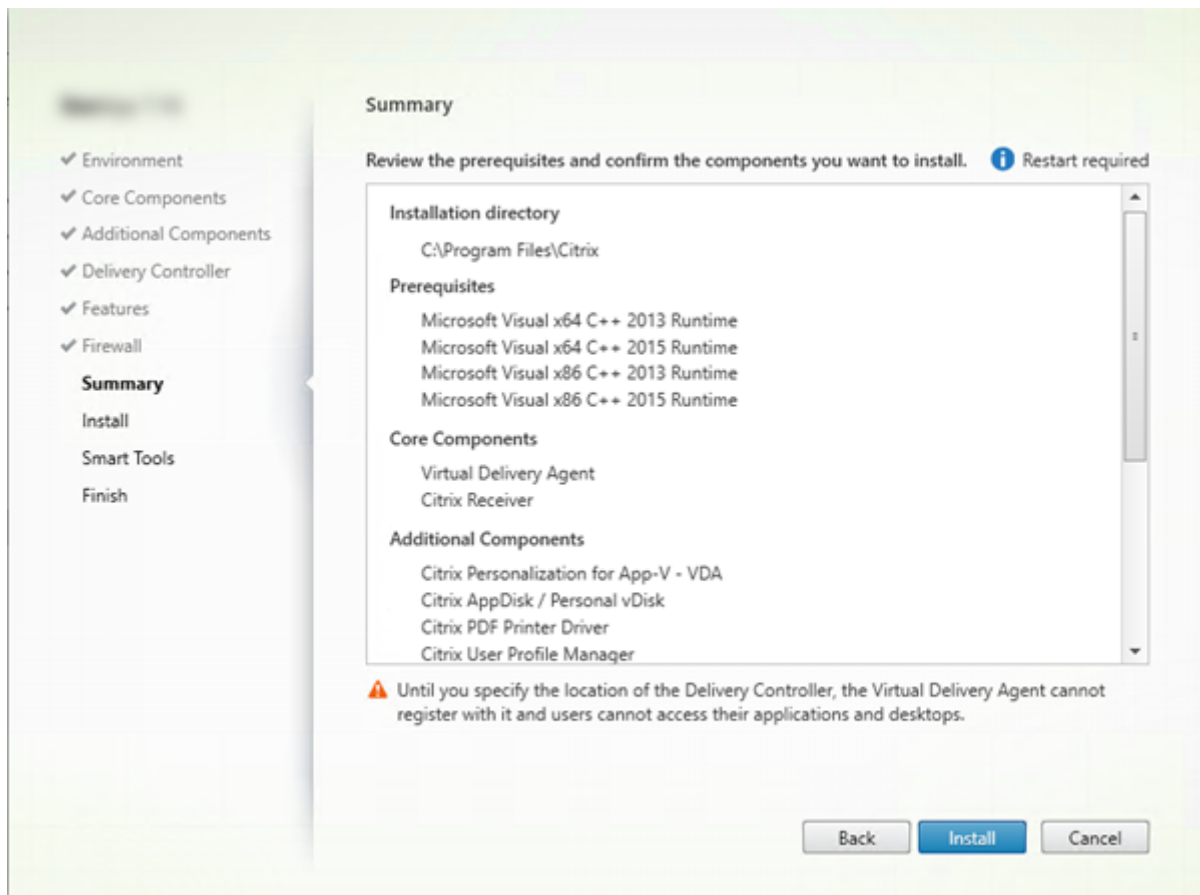 Summary
Environment
Core Components
Additional Components
Delivery Controller
Features
Firewall
Summary
Install
Smart Tools
Finish
Review the prerequisites and confirm the components you want to install.
Restart required
Installation directory
C:\Program Files\Citrix
Prerequisites
Microsoft Visual x64 C++ 2013 Runtime
Microsoft Visual x64 C++ 2015 Runtime
Microsoft Visual x86 C++ 2013 Runtime
Microsoft Visual x86 C++ 2015 Runtime
Core Components
Virtual Delivery Agent
Citrix Receiver
Additional Components
Citrix Personalization for App-V - VDA
Citrix AppDisk / Personal vDisk
Citrix PDF Printer Driver
Citrix User Profile Manager
Until you specify the location of the Delivery Controller, the Virtual Delivery Agent cannot
register with it and users cannot access their applications and desktops.
Back
Install
Cancel